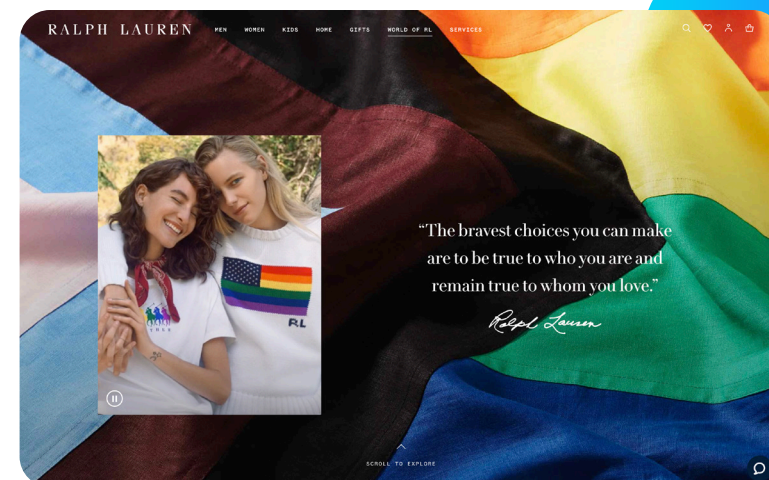 RALPH LAUREN MEN WOMEN KIDS HOME GIFTS WORLD OF RL SERVICES
“The bravest choices you can make
are to be true to who you are and
remain true to whom you love.”
Ralph Lauren
RL
SCROLL TO EXPLORE